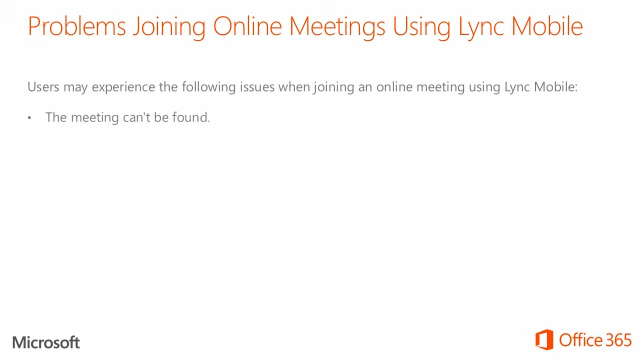 Problems Joining Online Meetings Using Lync Mobile
Users may experience the following issues when joining an online meeting using Lync Mobile:
• The meeting can't be found.
Microsoft
Office 365